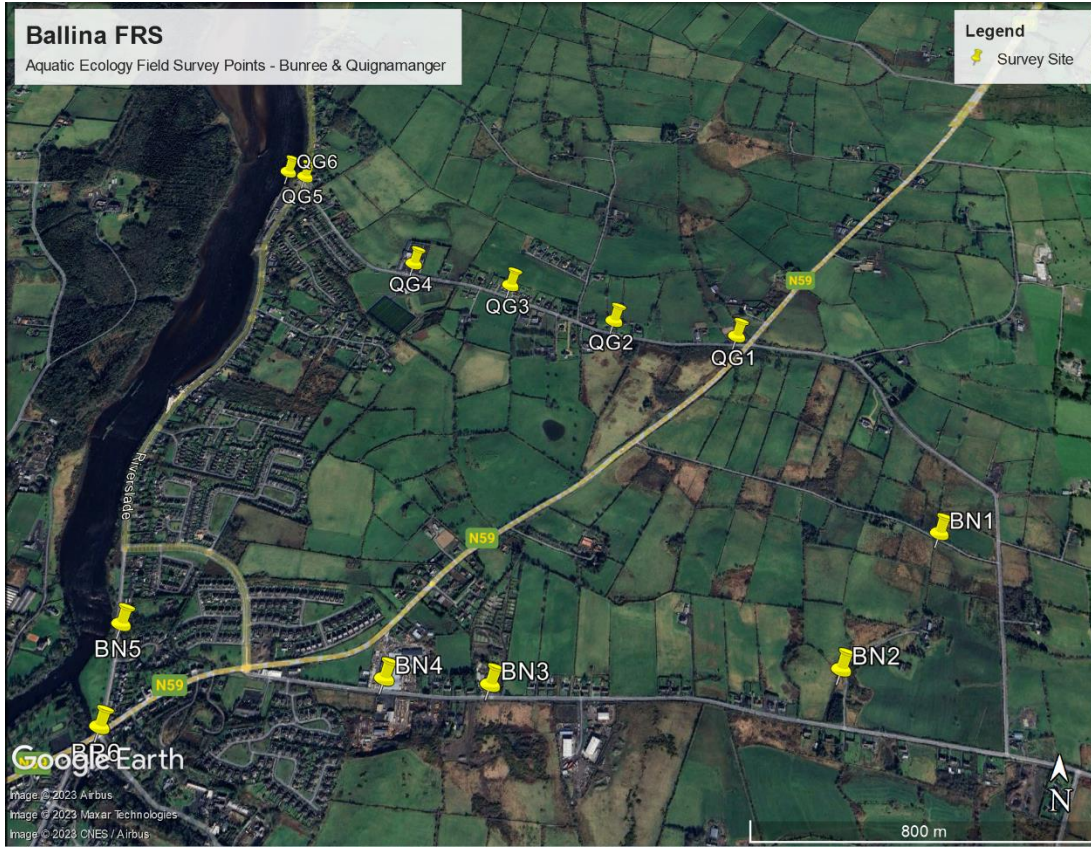 Ballina FRS
Aquatic Ecology Field Survey Points - Bunree & Quignamanger
Legend
Survey Site
QG6
QG5
QG4
QG3
QG2
QG1
N59
Riverslade
N59
BN1
BN5
BN4
BN3
BN2
N59
BR6
Google Earth
Image © 2023 Airbus
Image © 2023 Maxar Technologies
Image © 2023 CNES / Airbus
N
800 m